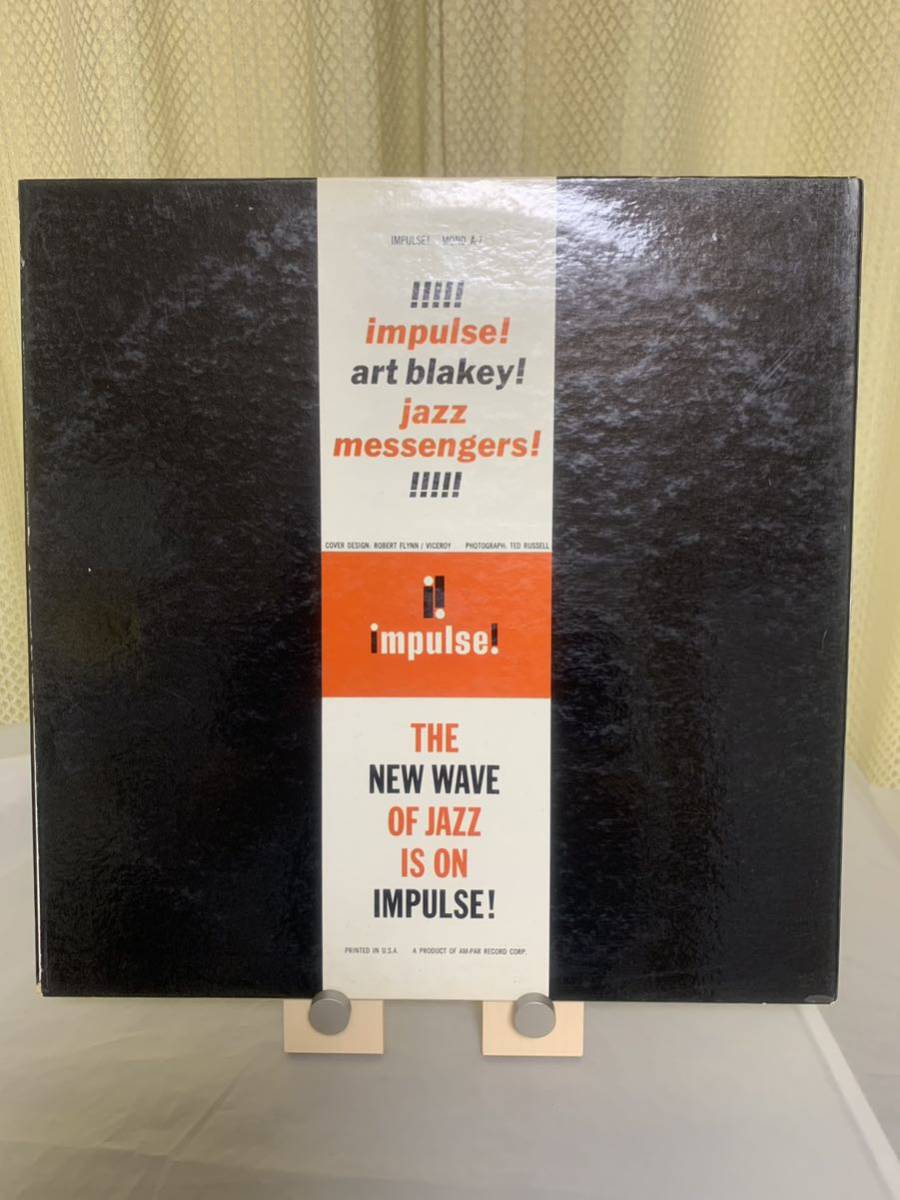 IMPULSE! MONO A-7
!!!!!
impulse!
art blakey!
jazz
messengers!
!!!!!
COVER DESIGN: ROBERT FLYNN / VICEROY PHOTOGRAPH: TED RUSSELL
i!
impulse!
THE
NEW WAVE
OF JAZZ
IS ON
IMPULSE!
PRINTED IN U.S.A. A PRODUCT OF AM-PAR RECORD CORP.